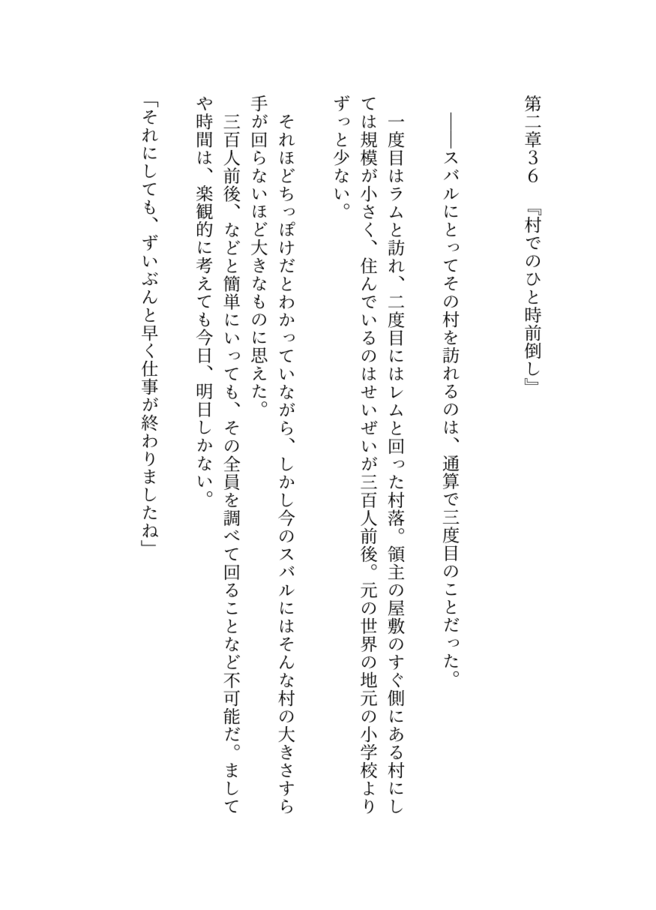 第二章３６　『村でのひと時前倒し』
　――スバルにとってその村を訪れるのは、通算で三度目のことだった。
　一度目はラムと訪れ、二度目にはレムと回った村落。領主の屋敷のすぐ側にある村にし
ては規模が小さく、住んでいるのはせいぜいが三百人前後。元の世界の地元の小学校より
ずっと少ない。
　それほどちっぽけだとわかっていながら、しかし今のスバルにはそんな村の大きさすら
手が回らないほど大きなものに思えた。
　三百人前後、などと簡単にいっても、その全員を調べて回ることなど不可能だ。まして
や時間は、楽観的に考えても今日、明日しかない。
「それにしても、ずいぶんと早く仕事が終わりましたね」